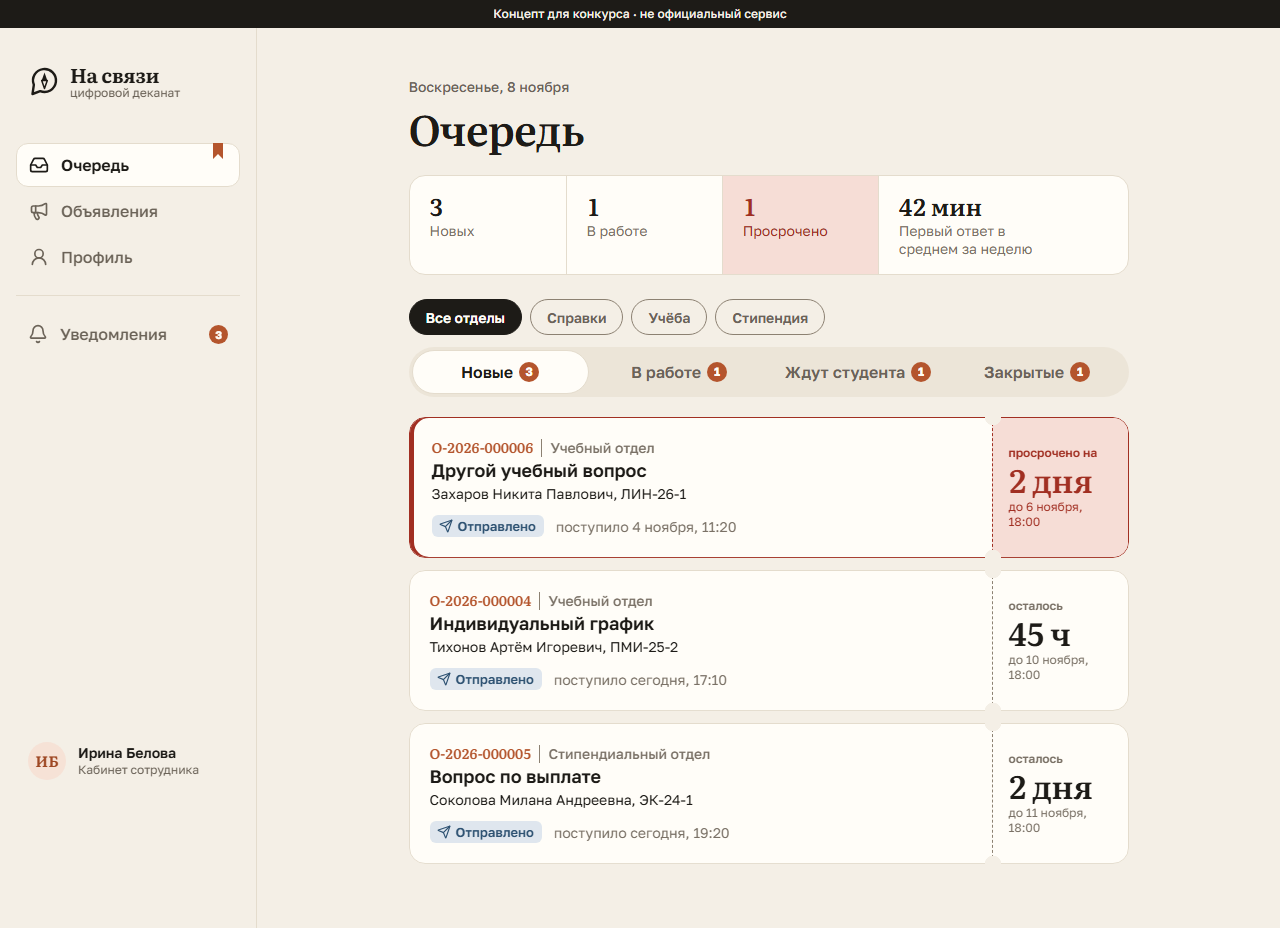 Концепт для конкурса · не официальный сервис
На связи
цифровой деканат
Очередь
Объявления
Профиль
Уведомления 3
ИБ
Ирина Белова
Кабинет сотрудника
Воскресенье, 8 ноября
Очередь
3
Новых
1
В работе
1
Просрочено
42 мин
Первый ответ в
среднем за неделю
Все отделы Справки Учёба Стипендия
Новые 3 В работе 1 Ждут студента 1 Закрытые 1
О-2026-000006 Учебный отдел
Другой учебный вопрос
Захаров Никита Павлович, ЛИН-26-1
Отправлено поступило 4 ноября, 11:20
просрочено на
2 дня
до 6 ноября,
18:00
О-2026-000004 Учебный отдел
Индивидуальный график
Тихонов Артём Игоревич, ПМИ-25-2
Отправлено поступило сегодня, 17:10
осталось
45 ч
до 10 ноября,
18:00
О-2026-000005 Стипендиальный отдел
Вопрос по выплате
Соколова Милана Андреевна, ЭК-24-1
Отправлено поступило сегодня, 19:20
осталось
2 дня
до 11 ноября,
18:00